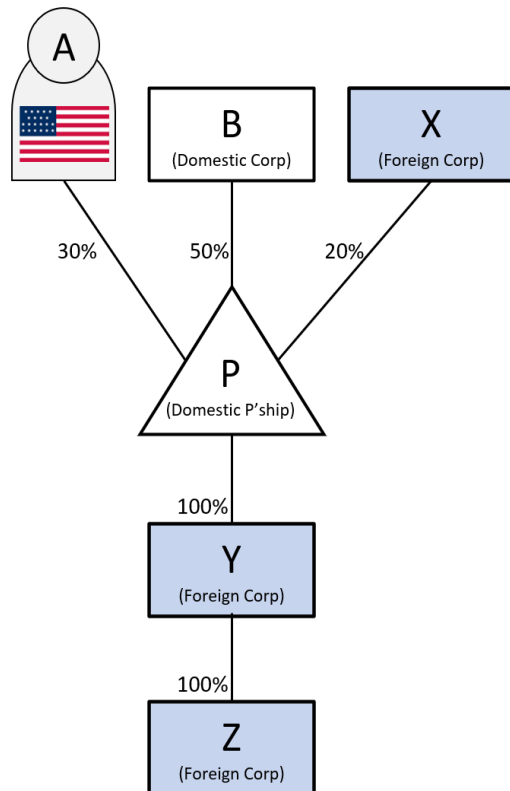 A
B
(Domestic Corp)
X
(Foreign Corp)
30%
50%
20%
P
(Domestic P'ship)
100%
Y
(Foreign Corp)
100%
Z
(Foreign Corp)